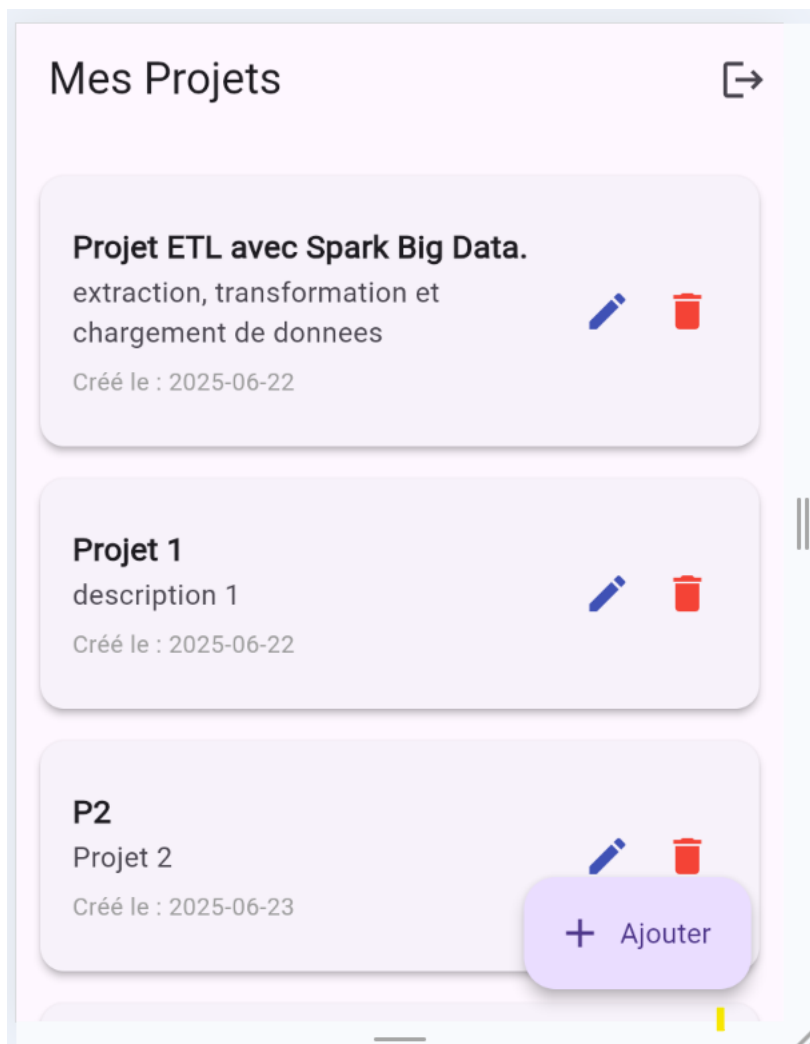 Mes Projets
Projet ETL avec Spark Big Data.
extraction, transformation et
chargement de donnees
Créé le : 2025-06-22
Projet 1
description 1
Créé le : 2025-06-22
P2
Projet 2
Créé le : 2025-06-23
+ Ajouter